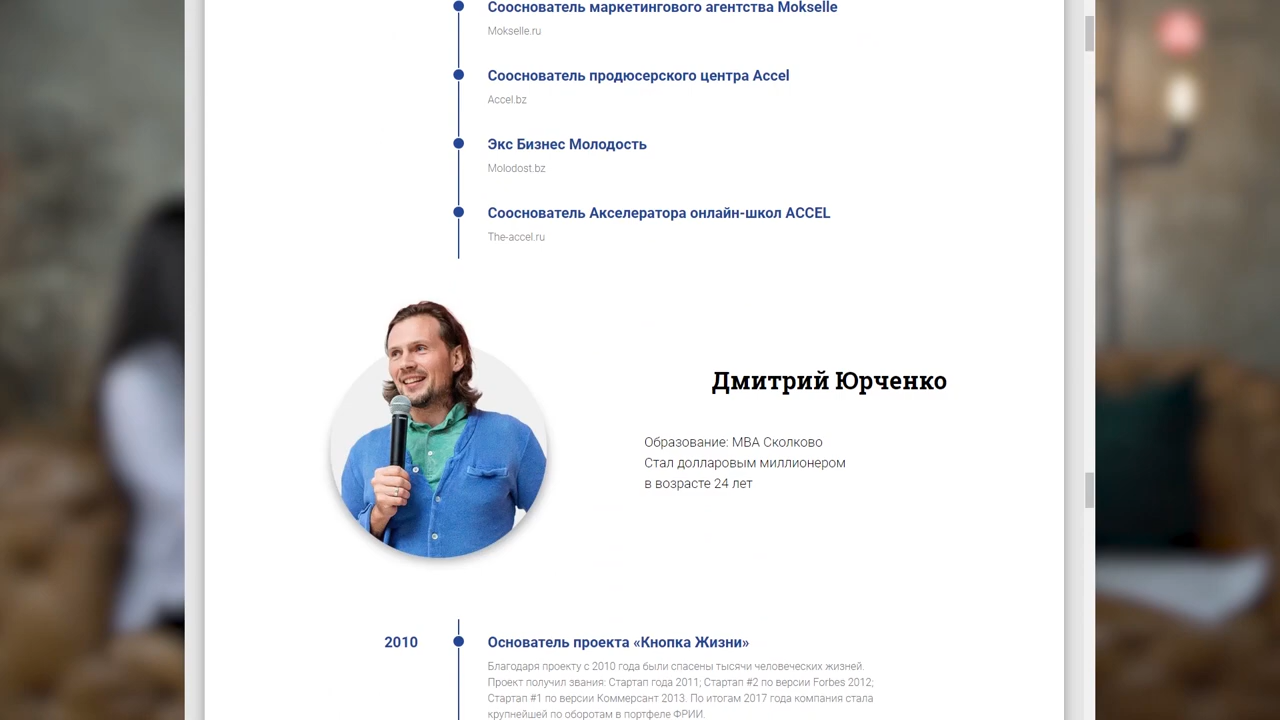 Сооснователь маркетингового агентства Mokselle
Mokselle.ru
Сооснователь продюсерского центра Accel
Accel.bz
Экс Бизнес Молодость
Molodost.bz
Сооснователь Акселератора онлайн-школ ACCEL
The-accel.ru
Дмитрий Юрченко
Образование: МВА Сколково
Стал долларовым миллионером
в возрасте 24 лет
2010
Основатель проекта «Кнопка Жизни»
Благодаря проекту с 2010 года были спасены тысячи человеческих жизней.
Проект получил звания: Стартап года 2011; Стартап #2 по версии Forbes 2012;
Стартап #1 по версии Коммерсант 2013. По итогам 2017 года компания стала
крупнейшей по оборотам в портфеле ФРИИ.